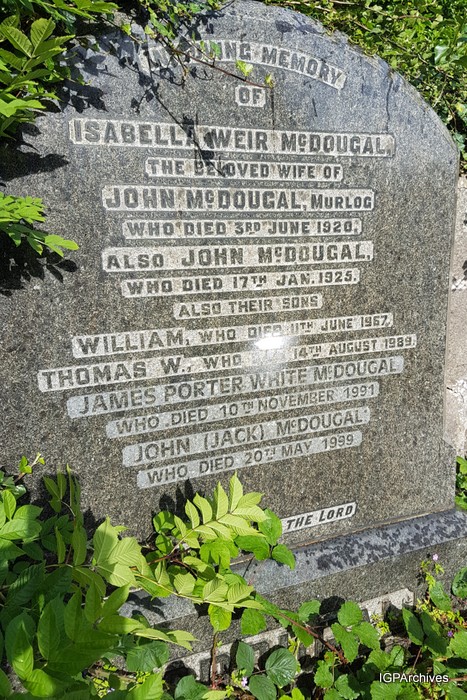 LOVING MEMORY
OF
ISABELLA WEIR McDOUGAL,
THE BELOVED WIFE OF
JOHN McDOUGAL, MURLOG
WHO DIED 3RD JUNE 1920,
ALSO JOHN McDOUGAL,
WHO DIED 17TH JAN. 1925.
ALSO THEIR SONS
WILLIAM, WHO DIED 11TH JUNE 1967,
THOMAS W., WHO DIED 14TH AUGUST 1989.
JAMES PORTER WHITE McDOUGAL
WHO DIED 10TH NOVEMBER 1991
JOHN (JACK) McDOUGAL
WHO DIED 20TH MAY 1999
THE LORD
IGPArchives